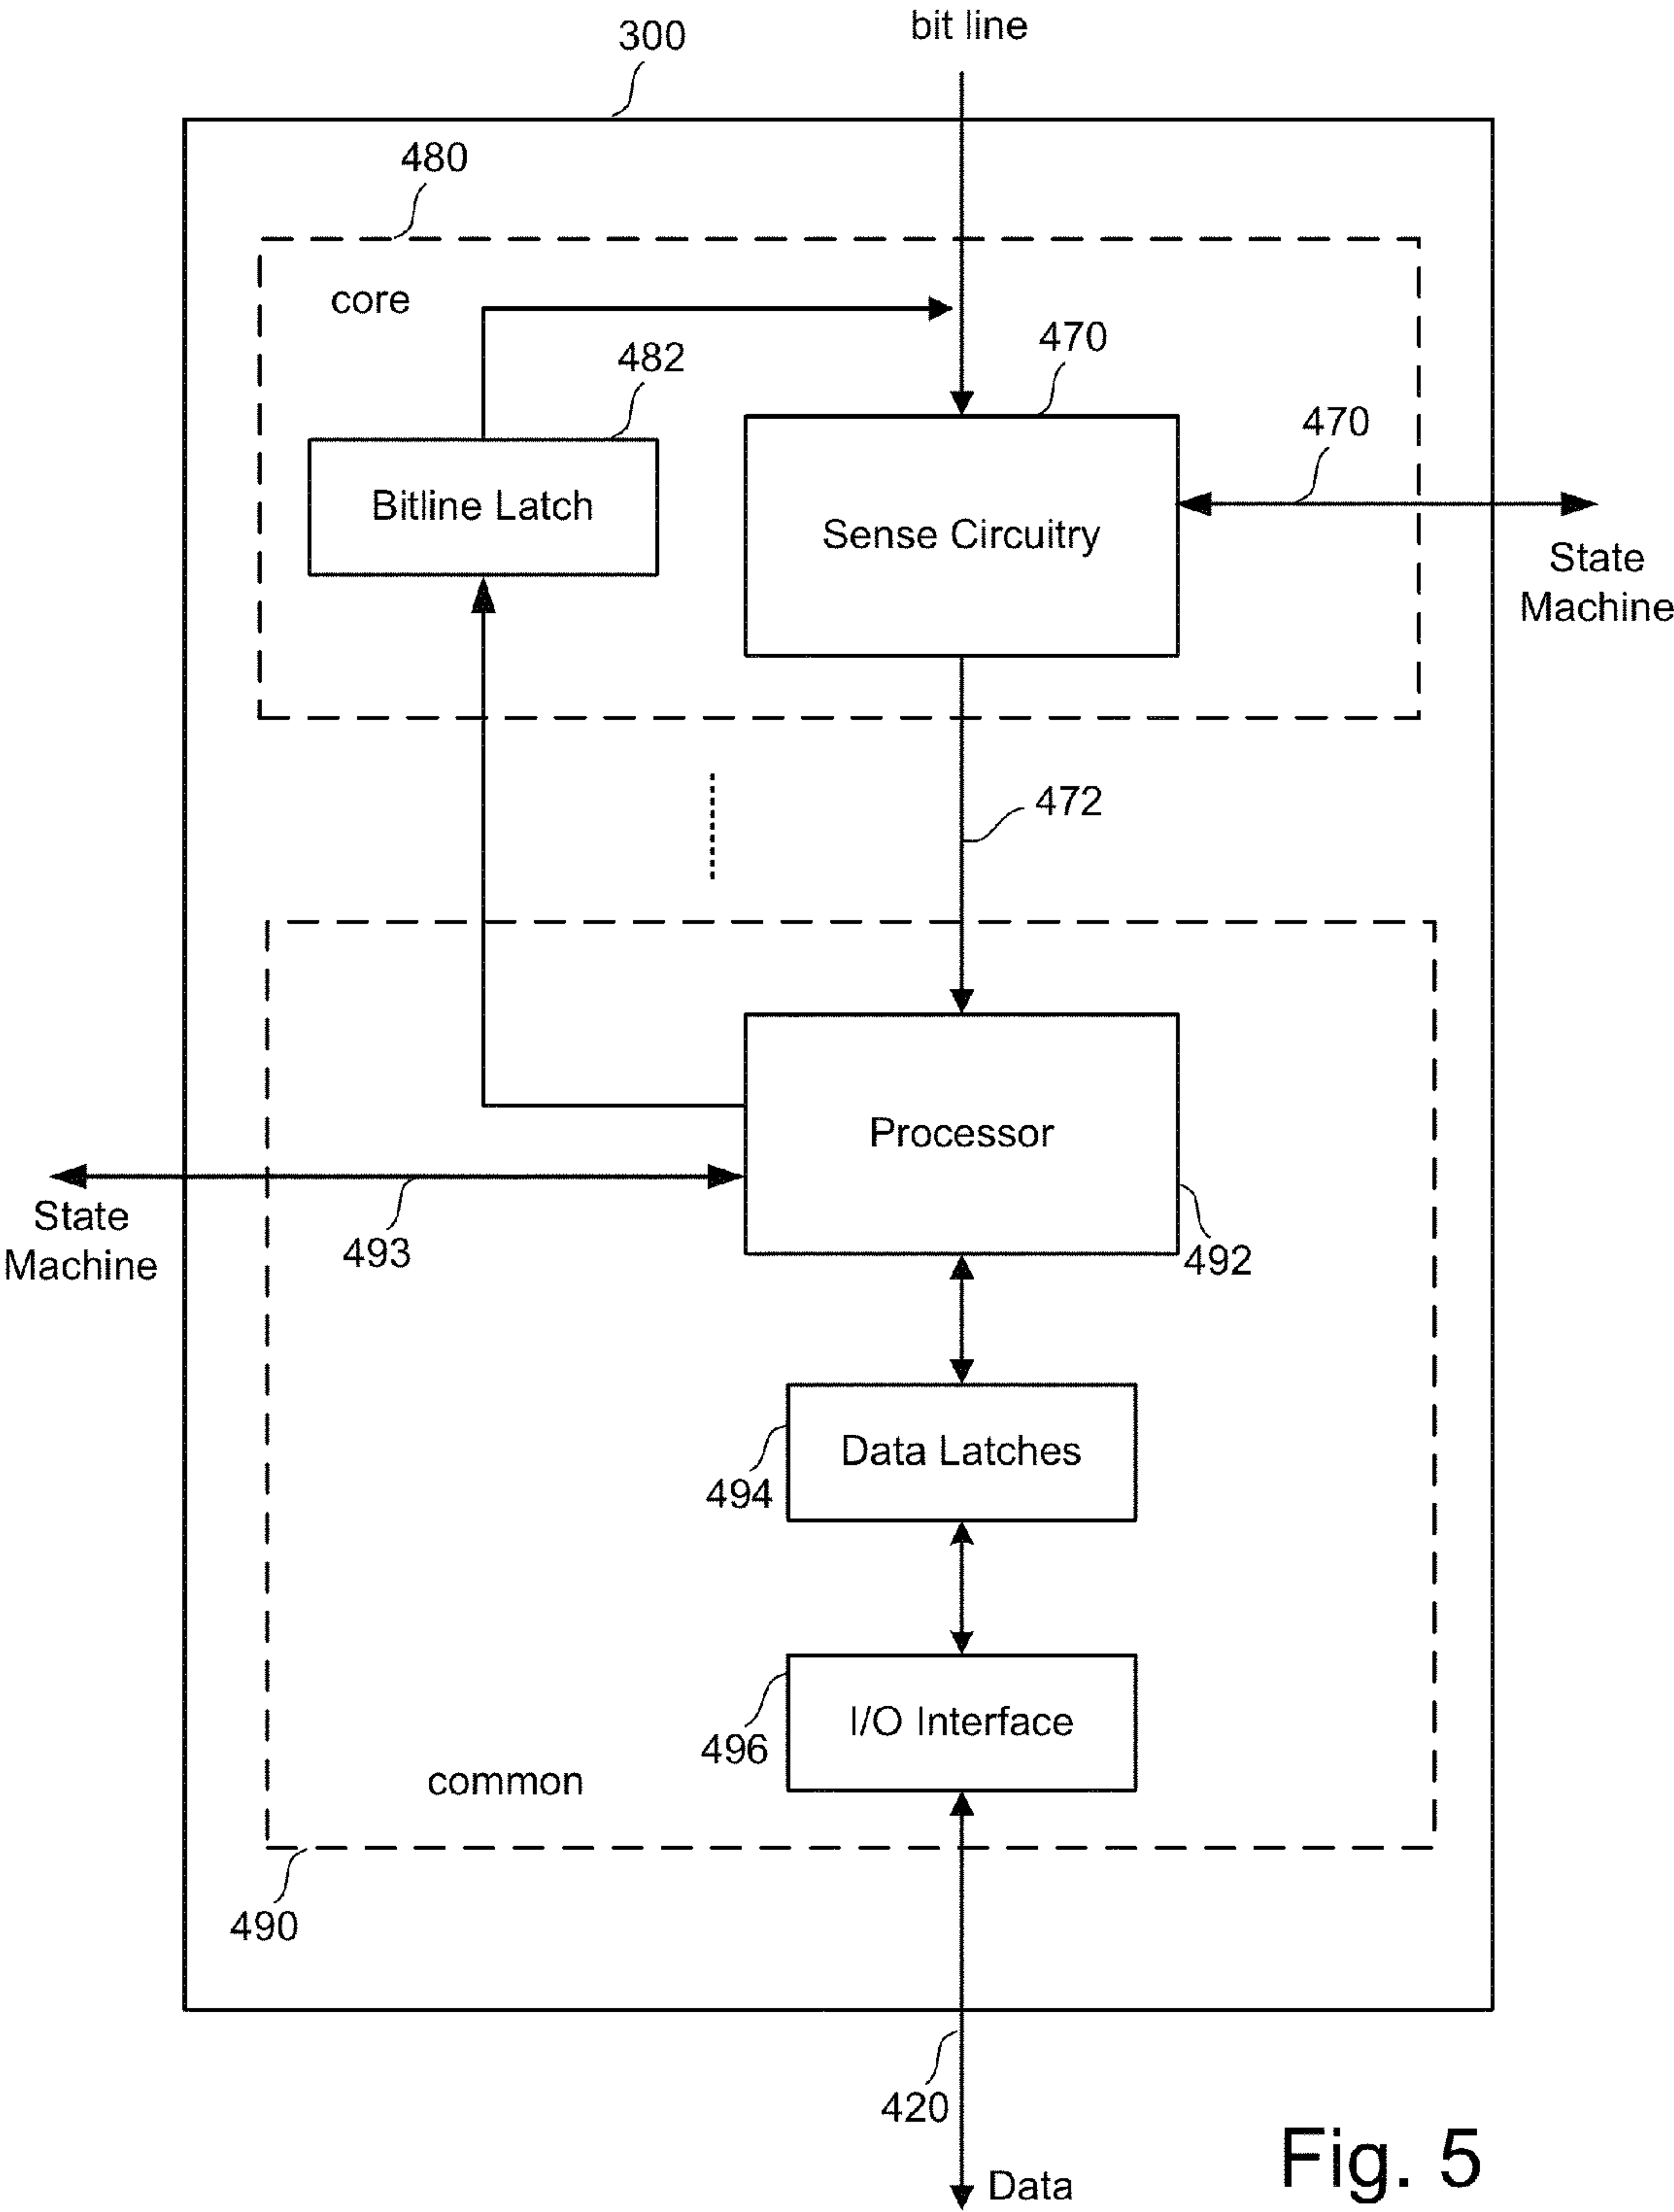 bit line
300
480
core
470
482
470
Bitline Latch
Sense Circuitry
State
Machine
472
Processor
State
Machine
493
492
Data Latches
494
I/O Interface
496
common
490
420
Data
Fig. 5